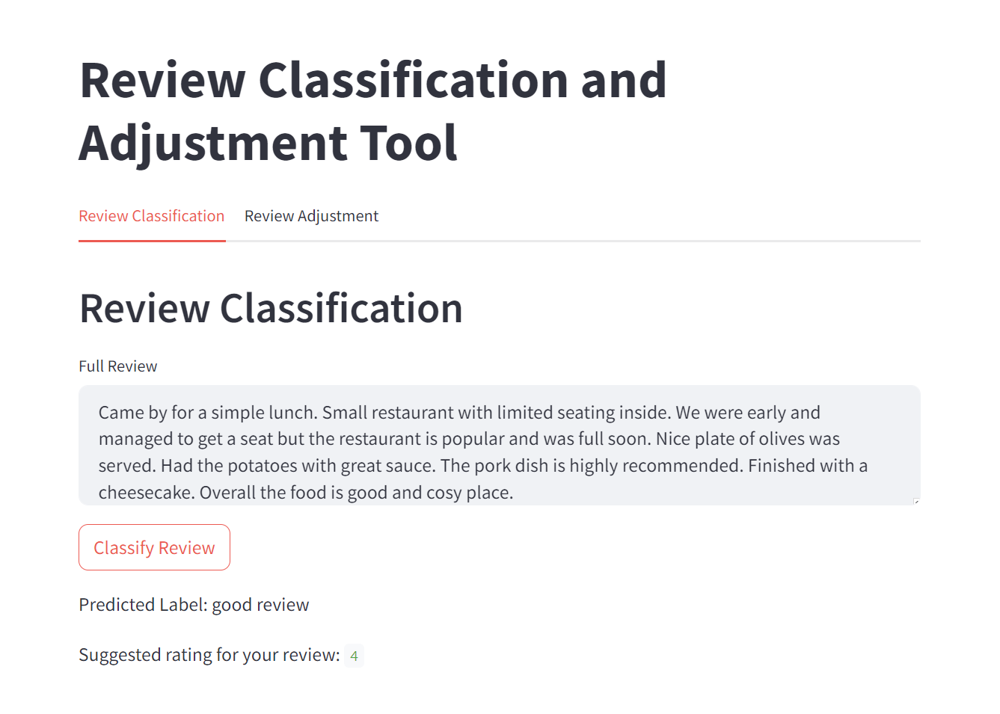 Review Classification and
Adjustment Tool
Review Classification Review Adjustment
Review Classification
Full Review
Came by for a simple lunch. Small restaurant with limited seating inside. We were early and
managed to get a seat but the restaurant is popular and was full soon. Nice plate of olives was
served. Had the potatoes with great sauce. The pork dish is highly recommended. Finished with a
cheesecake. Overall the food is good and cosy place.
Classify Review
Predicted Label: good review
Suggested rating for your review: 4